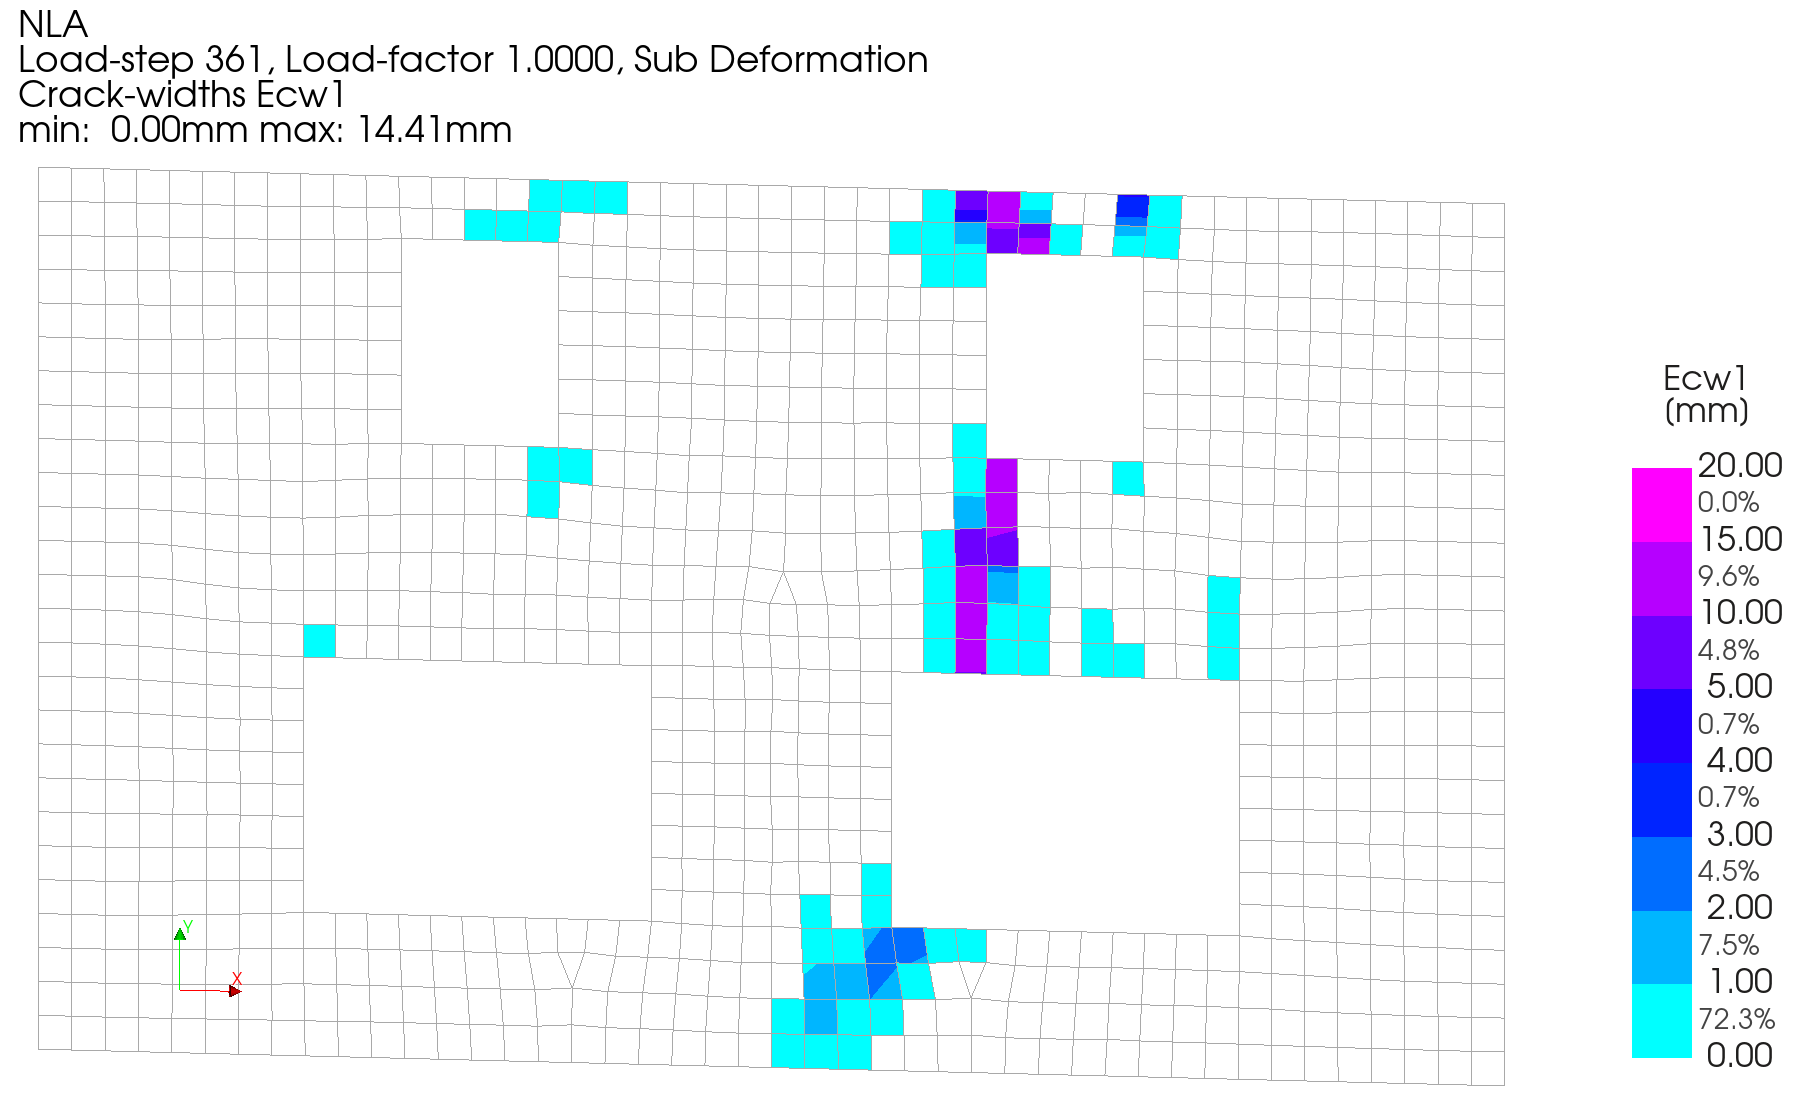 NLA
Load-step 361, Load-factor 1.0000, Sub Deformation
Crack-widths Ecw1
min:  0.00mm max: 14.41mm
Ecw1
(mm)
20.00
0.0%
15.00
9.6%
10.00
4.8%
5.00
0.7%
4.00
0.7%
3.00
4.5%
2.00
7.5%
1.00
72.3%
0.00
Y
X